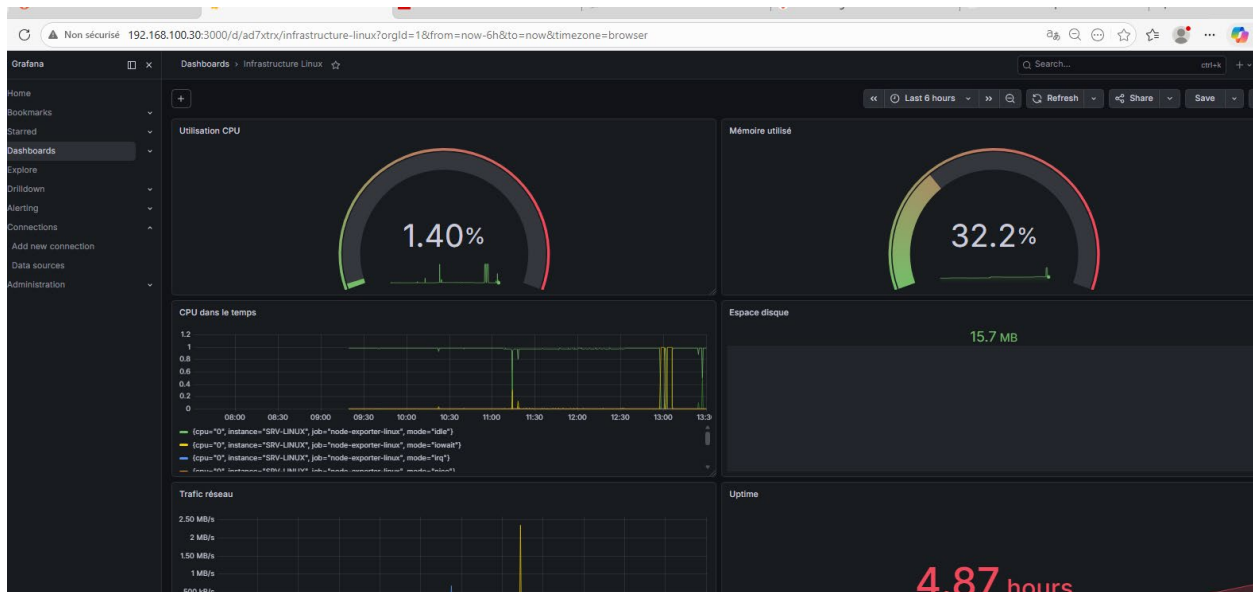 Non sécurisé 192.168.100.30:3000/d/ad7xtrx/infrastructure-linux?orgId=1&from=now-6h&to=now&timezone=browser
Grafana
Dashboards > Infrastructure Linux
Search...
ctrl+k
Home
Bookmarks
Starred
Dashboards
Explore
Drilldown
Alerting
Connections
Add new connection
Data sources
Administration
Last 6 hours
Refresh
Share
Save
Utilisation CPU
1.40%
Mémoire utilisé
32.2%
CPU dans le temps
1.2
1
0.8
0.6
0.4
0.2
0
08:00 08:30 09:00 09:30 10:00 10:30 11:00 11:30 12:00 12:30 13:00 13:3
{cpu="0", instance="SRV-LINUX", job="node-exporter-linux", mode="idle"}
{cpu="0", instance="SRV-LINUX", job="node-exporter-linux", mode="iowait"}
{cpu="0", instance="SRV-LINUX", job="node-exporter-linux", mode="irq"}
Espace disque
15.7 MB
Trafic réseau
2.50 MB/s
2 MB/s
1.50 MB/s
1 MB/s
500 kB/s
Uptime
4.87 hours